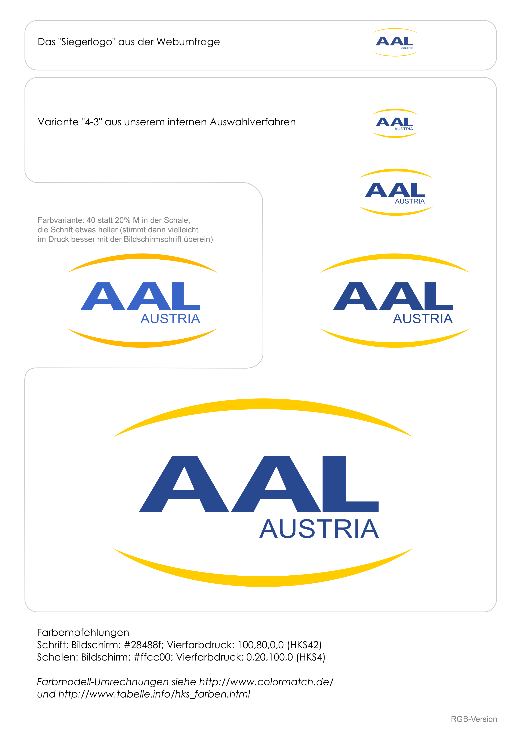 Das "Siegerlogo" aus der Webumfrage
AAL
AUSTRIA
Variante "4-3" aus unserem internen Auswahlverfahren
AAL
AUSTRIA
AAL
AUSTRIA
Farbvariante: 40 statt 20% M in der Schale,
die Schrift etwas heller (stimmt dann vielleicht
im Druck besser mit der Bildschirmschrift überein)
AAL
AUSTRIA
AAL
AUSTRIA
AAL
AUSTRIA
Farbempfehlungen
Schrift: Bildschirm: #28488f; Vierfarbdruck: 100,80,0,0 (HKS42)
Schalen: Bildschirm: #ffcc00; Vierfarbdruck: 0,20,100,0 (HKS4)
Farbmodell-Umrechnungen siehe http://www.colormatch.de/
und http://www.tabelle.info/hks_farben.html
RGB-Version